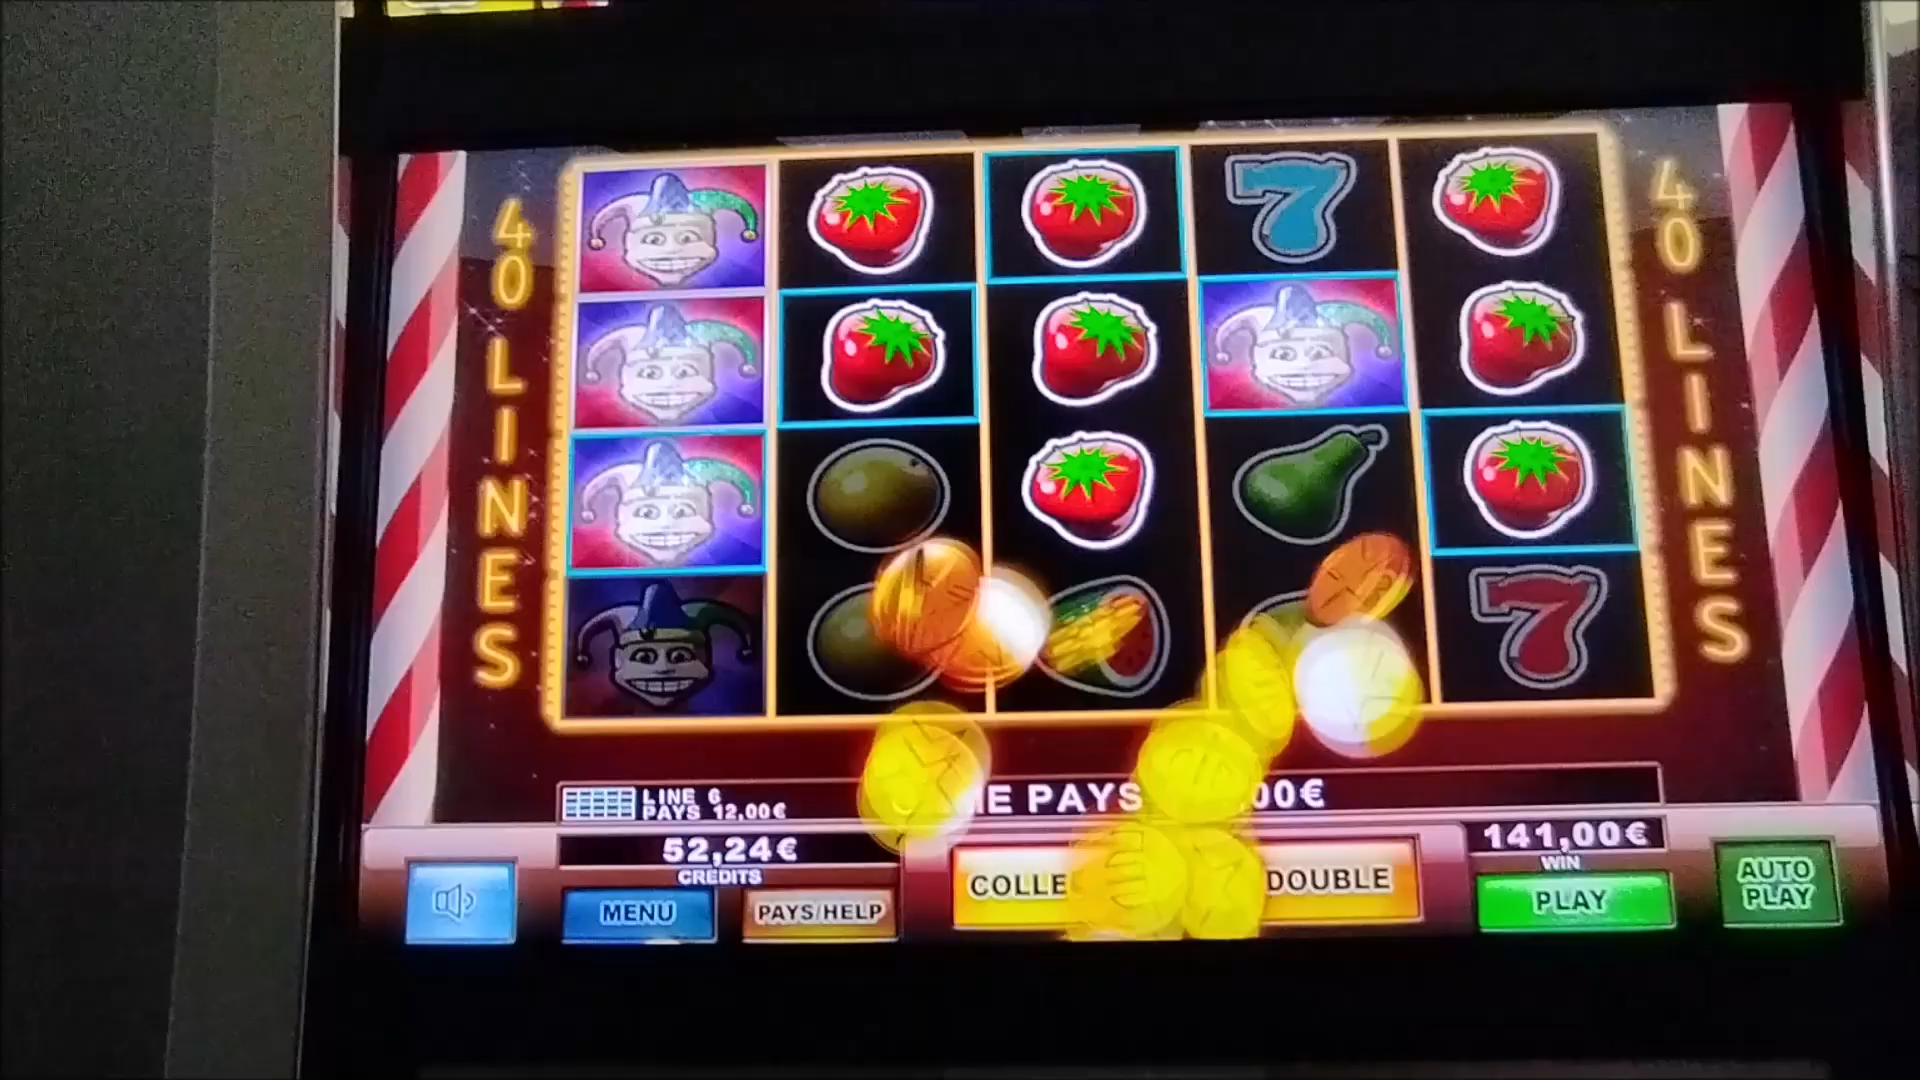 40 LINES
40 LINES
LINE 6
PAYS 12,00€
PAYS
00€
52,24€
CREDITS
141,00€
WIN
MENU
PAYS/HELP
DOUBLE
PLAY
AUTO
PLAY